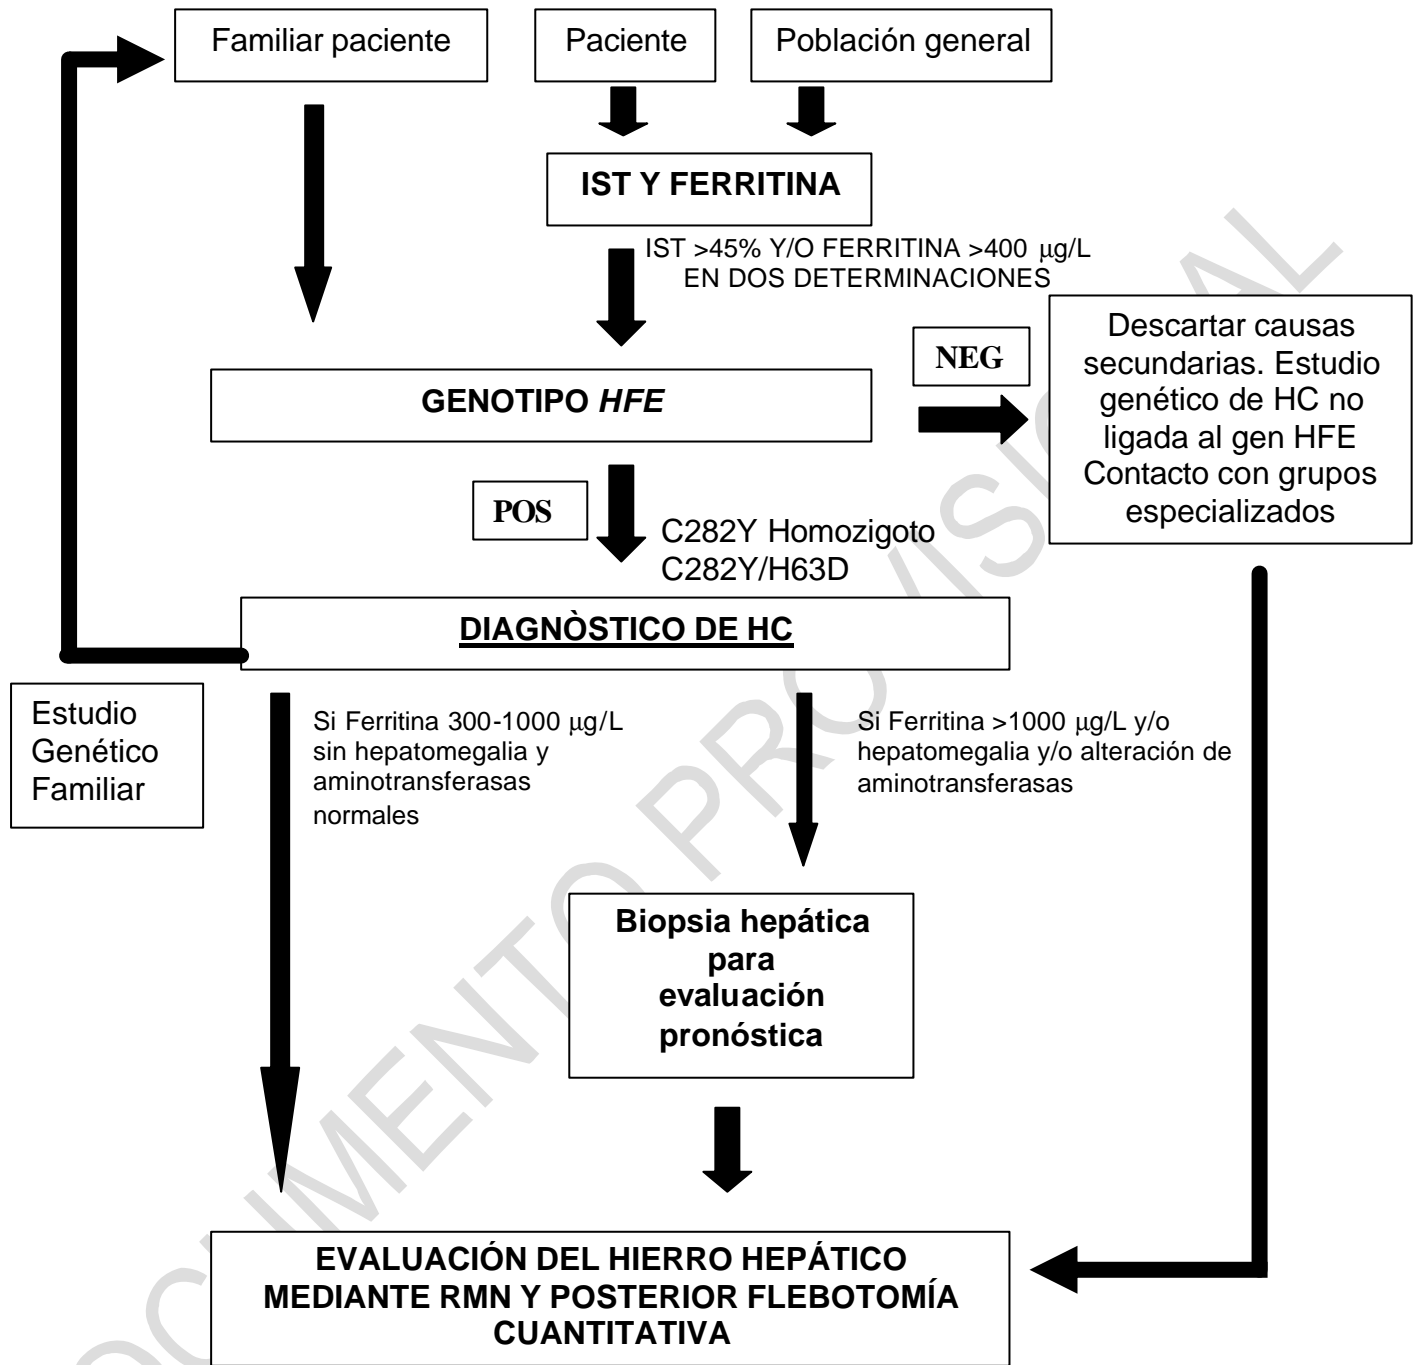 Familiar paciente
Paciente
Población general
IST Y FERRITINA
IST >45% Y/O FERRITINA >400 µg/L
EN DOS DETERMINACIONES
GENOTIPO HFE
NEG
Descartar causas
secundarias. Estudio
genético de HC no
ligada al gen HFE
Contacto con grupos
especializados
POS
C282Y Homozigoto
C282Y/H63D
DIAGNÒSTICO DE HC
Estudio
Genético
Familiar
Si Ferritina 300-1000 µg/L
sin hepatomegalia y
aminotransferasas
normales
Si Ferritina >1000 µg/L y/o
hepatomegalia y/o alteración de
aminotransferasas
Biopsia hepática
para
evaluación
pronóstica
EVALUACIÓN DEL HIERRO HEPÁTICO
MEDIANTE RMN Y POSTERIOR FLEBOTOMÍA
CUANTITATIVA